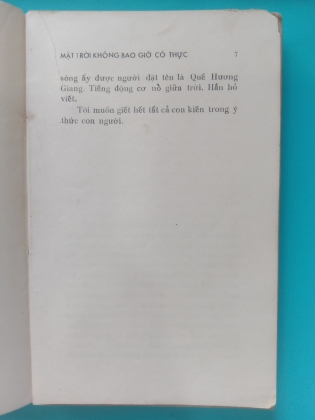 MẶT TRỜI KHÔNG BAO GIỜ CÓ THỰC 7
sông ấy được người đặt tên là Quế Hương
Giang. Tiếng động cơ nổ giữa trời. Hắn bỏ
viết.
Tôi muốn giết hết tất cả con kiến trong ý
thức con người.